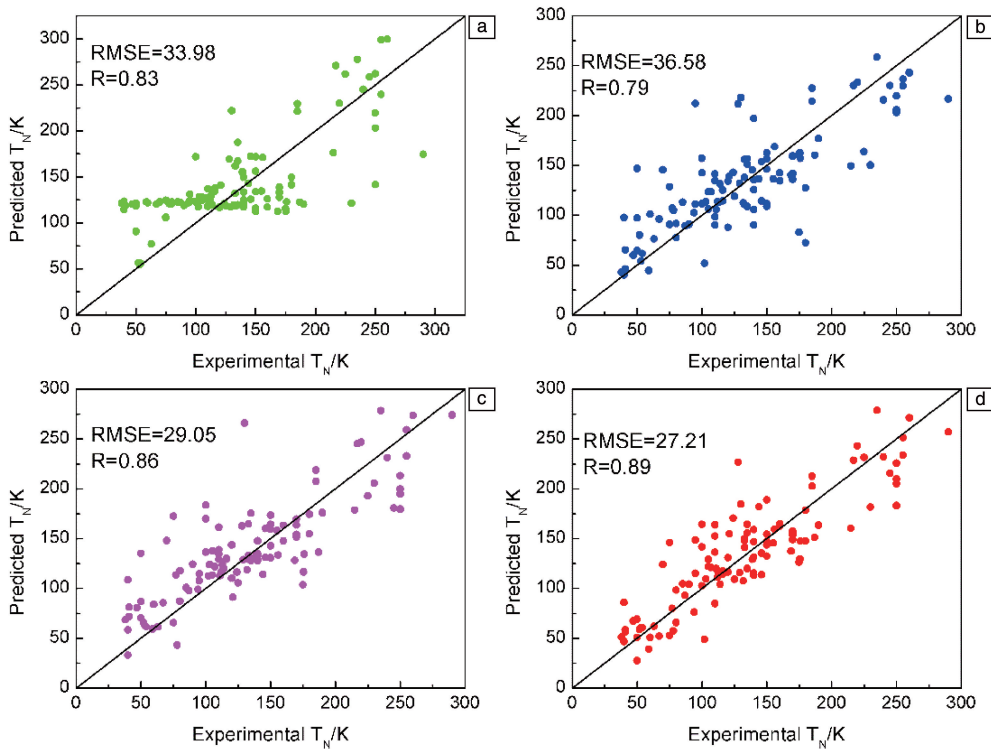 a
RMSE=33.98
R=0.83
Predicted T_N/K
300
250
200
150
100
50
0
0 50 100 150 200 250 300
Experimental T_N/K
b
RMSE=36.58
R=0.79
Predicted T_N/K
300
250
200
150
100
50
0
0 50 100 150 200 250 300
Experimental T_N/K
c
RMSE=29.05
R=0.86
Predicted T_N/K
300
250
200
150
100
50
0
0 50 100 150 200 250 300
Experimental T_N/K
d
RMSE=27.21
R=0.89
Predicted T_N/K
300
250
200
150
100
50
0
0 50 100 150 200 250 300
Experimental T_N/K